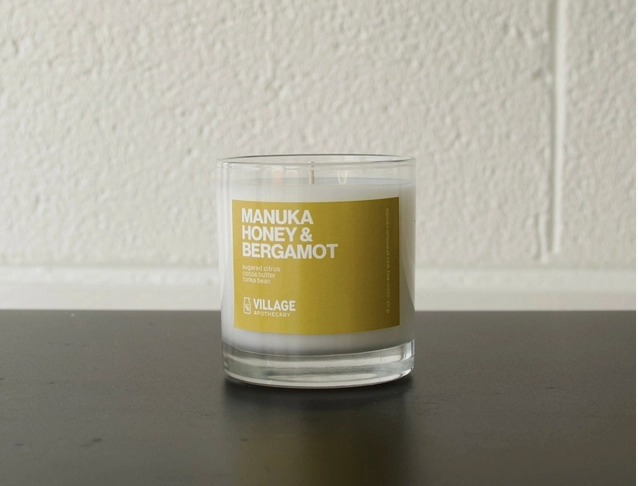 MANUKA
HONEY &
BERGAMOT
sugared citrus
cocoa butter
tonka bean
VILLAGE
APOTHECARY